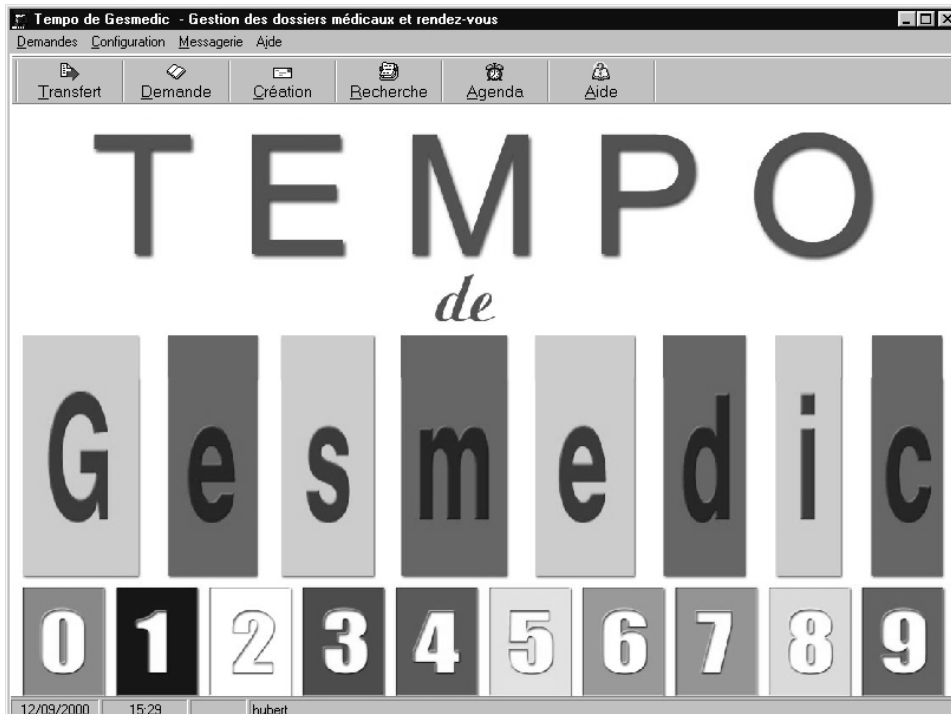 Tempo de Gesmedic - Gestion des dossiers médicaux et rendez-vous
Demandes Configuration Messagerie Aide
Transfert Demande Création Recherche Agenda Aide
TEMPO
de
Gesmedic
0 1 2 3 4 5 6 7 8 9
12/09/2000 15:29 hubert